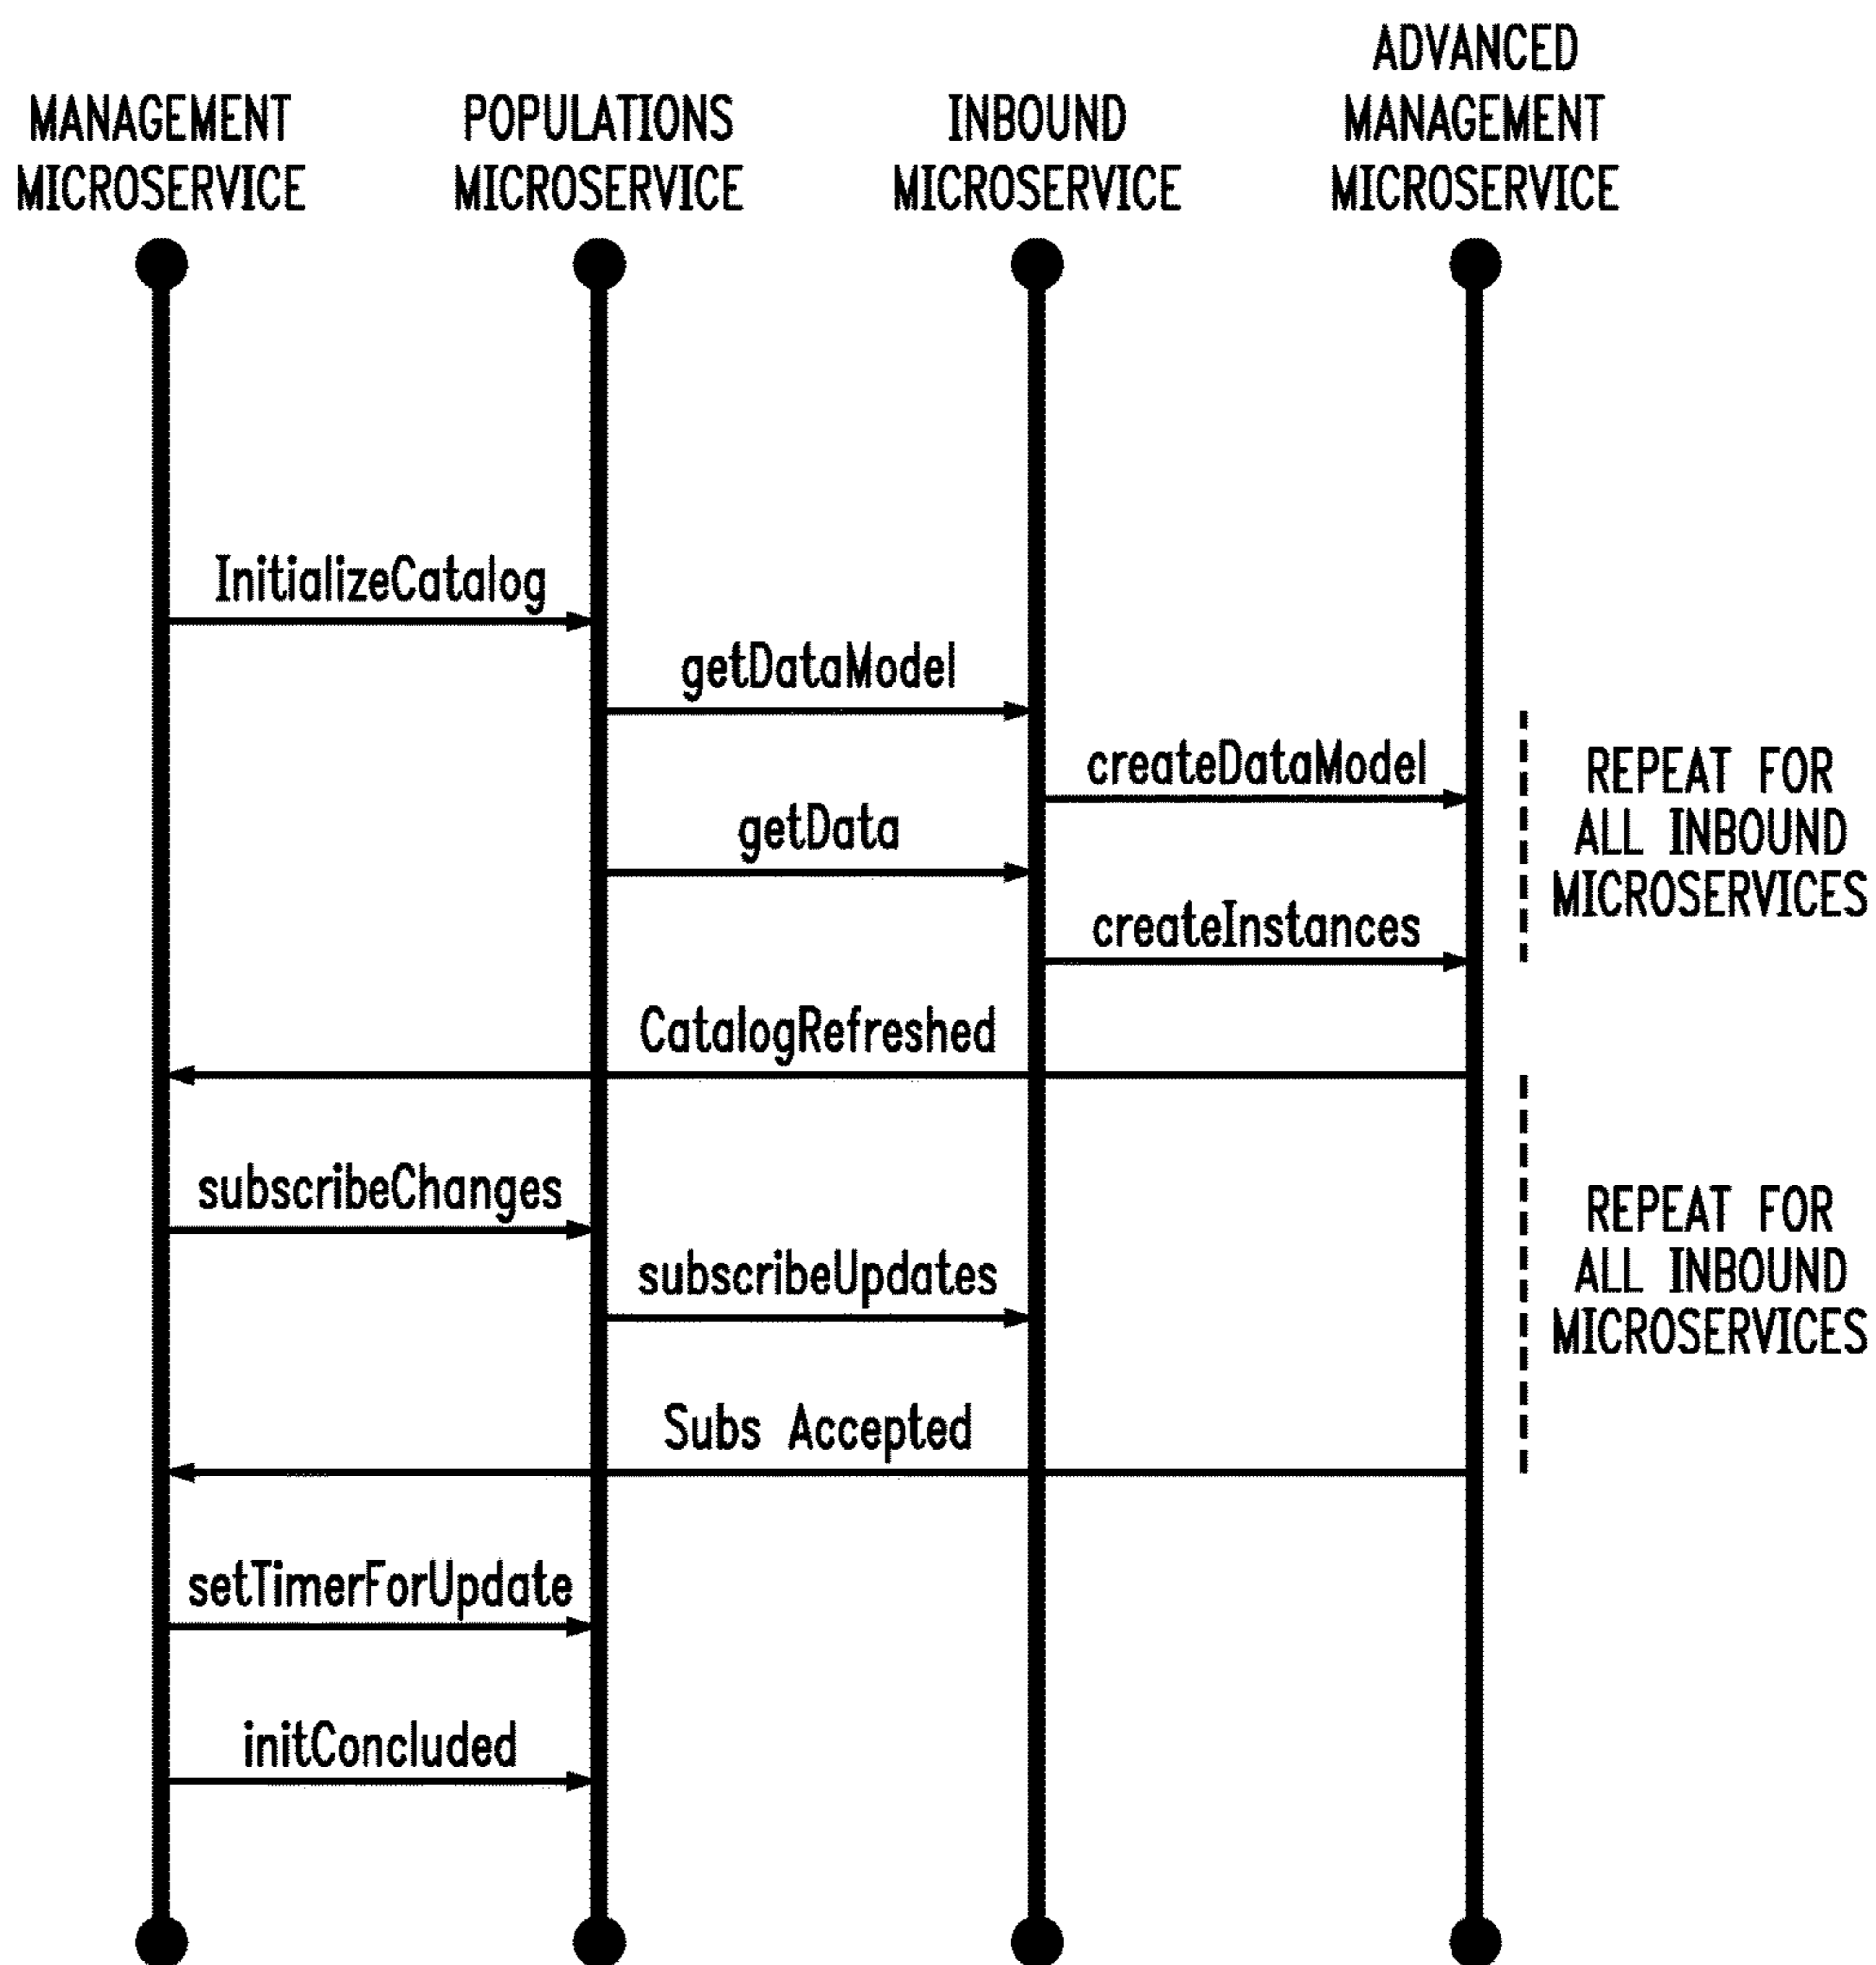 MANAGEMENT
MICROSERVICE
POPULATIONS
MICROSERVICE
INBOUND
MICROSERVICE
ADVANCED
MANAGEMENT
MICROSERVICE
InitializeCatalog
getDataModel
createDataModel
getData
createInstances
REPEAT FOR
ALL INBOUND
MICROSERVICES
CatalogRefreshed
subscribeChanges
subscribeUpdates
REPEAT FOR
ALL INBOUND
MICROSERVICES
Subs Accepted
setTimerForUpdate
initConcluded